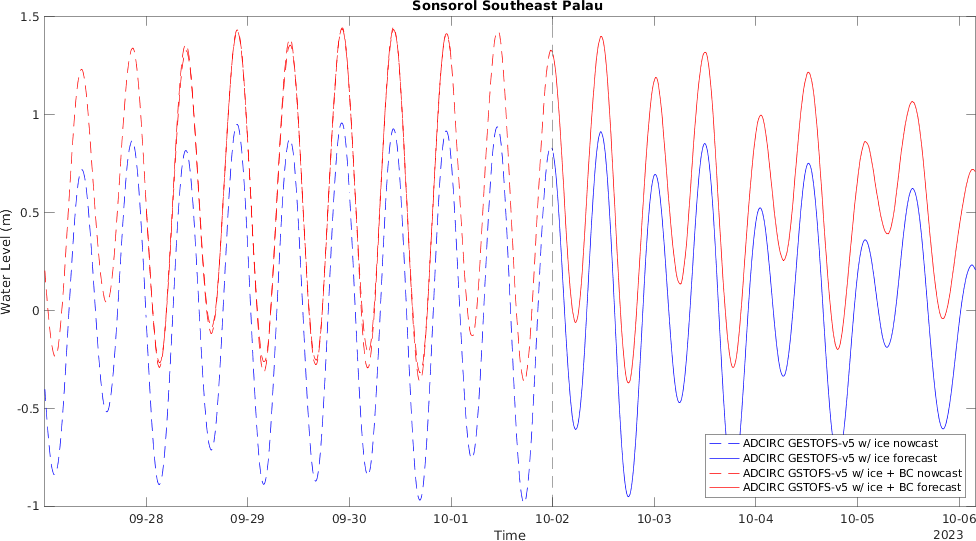 Sonsorol Southeast Palau
1.5
1
0.5
0
-0.5
-1
Water Level (m)
09-28
09-29
09-30
10-01
10-02
10-03
10-04
10-05
10-06
Time
2023
ADCIRC GESTOFS-v5 w/ ice nowcast
ADCIRC GESTOFS-v5 w/ ice forecast
ADCIRC GSTOFS-v5 w/ ice + BC nowcast
ADCIRC GSTOFS-v5 w/ ice + BC forecast